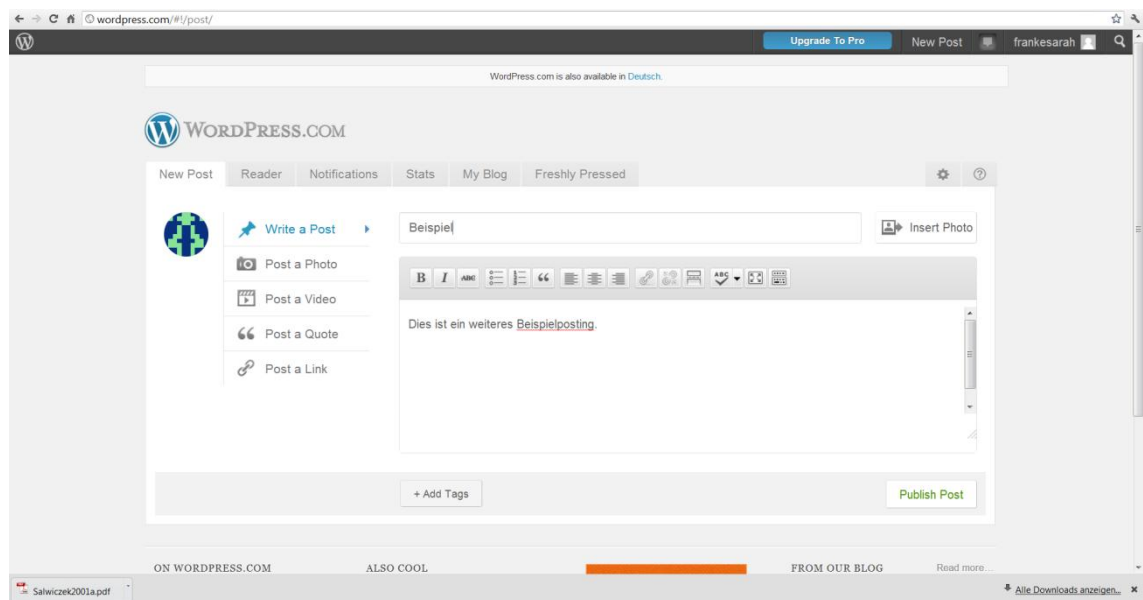 wordpress.com/#!/post/
Upgrade To Pro New Post frankesarah
WordPress.com is also available in Deutsch.
WORDPRESS.COM
New Post Reader Notifications Stats My Blog Freshly Pressed
Write a Post
Post a Photo
Post a Video
Post a Quote
Post a Link
Beispiel
Insert Photo
B I ABC ABC
Dies ist ein weiteres Beispielposting.
+ Add Tags
Publish Post
ON WORDPRESS.COM ALSO COOL FROM OUR BLOG Read more...
Salwiczek2001a.pdf Alle Downloads anzeigen...